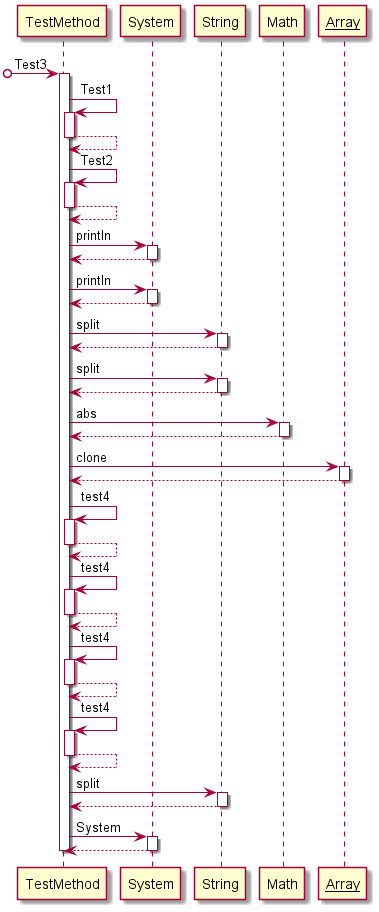 TestMethod System String Math Array
Test3
Test1
Test2
println
println
split
split
abs
clone
test4
test4
test4
test4
split
System
TestMethod System String Math Array